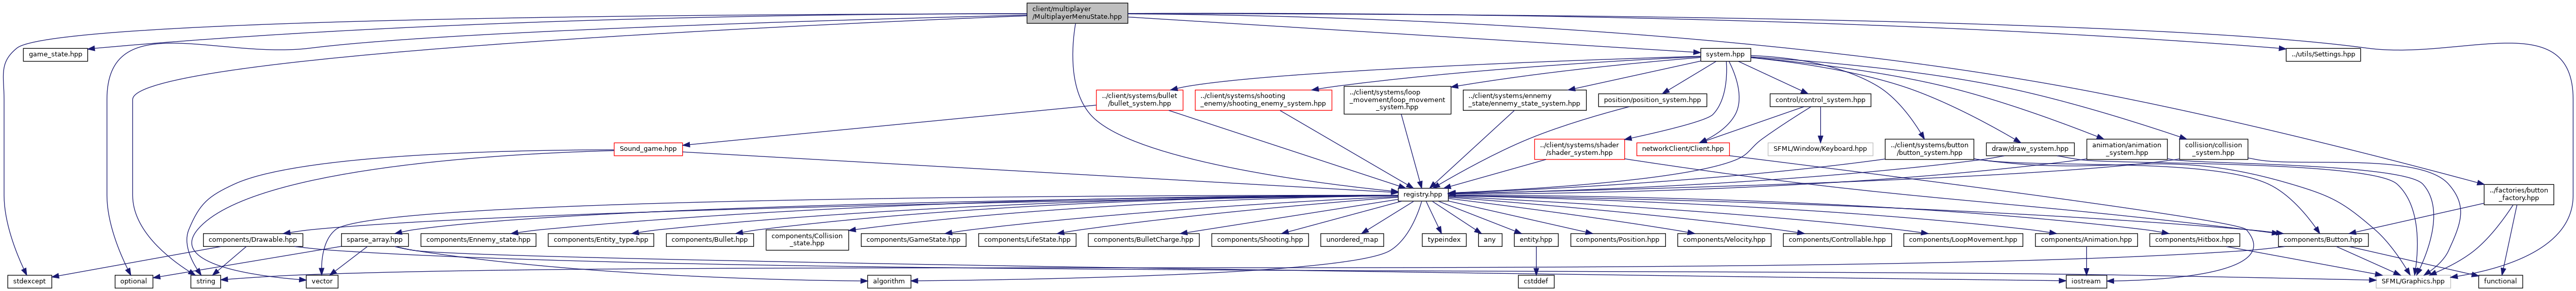 client/multiplayer
/MultiplayerMenuState.hpp
game_state.hpp
system.hpp
../utils/Settings.hpp
../client/systems/bullet
/bullet_system.hpp
../client/systems/shooting
_enemy/shooting_enemy_system.hpp
../client/systems/loop
_movement/loop_movement
_system.hpp
../client/systems/ennemy
_state/ennemy_state_system.hpp
position/position_system.hpp
control/control_system.hpp
Sound_game.hpp
../client/systems/shader
/shader_system.hpp
networkClient/Client.hpp
SFML/Window/Keyboard.hpp
../client/systems/button
/button_system.hpp
draw/draw_system.hpp
animation/animation
_system.hpp
collision/collision
_system.hpp
registry.hpp
../factories/button
_factory.hpp
components/Drawable.hpp
sparse_array.hpp
components/Ennemy_state.hpp
components/Entity_type.hpp
components/Bullet.hpp
components/Collision
_state.hpp
components/GameState.hpp
components/LifeState.hpp
components/BulletCharge.hpp
components/Shooting.hpp
unordered_map
typeindex
any
entity.hpp
components/Position.hpp
components/Velocity.hpp
components/Controllable.hpp
components/LoopMovement.hpp
components/Animation.hpp
components/Hitbox.hpp
components/Button.hpp
stdexcept
optional
string
vector
algorithm
cstddef
iostream
SFML/Graphics.hpp
functional